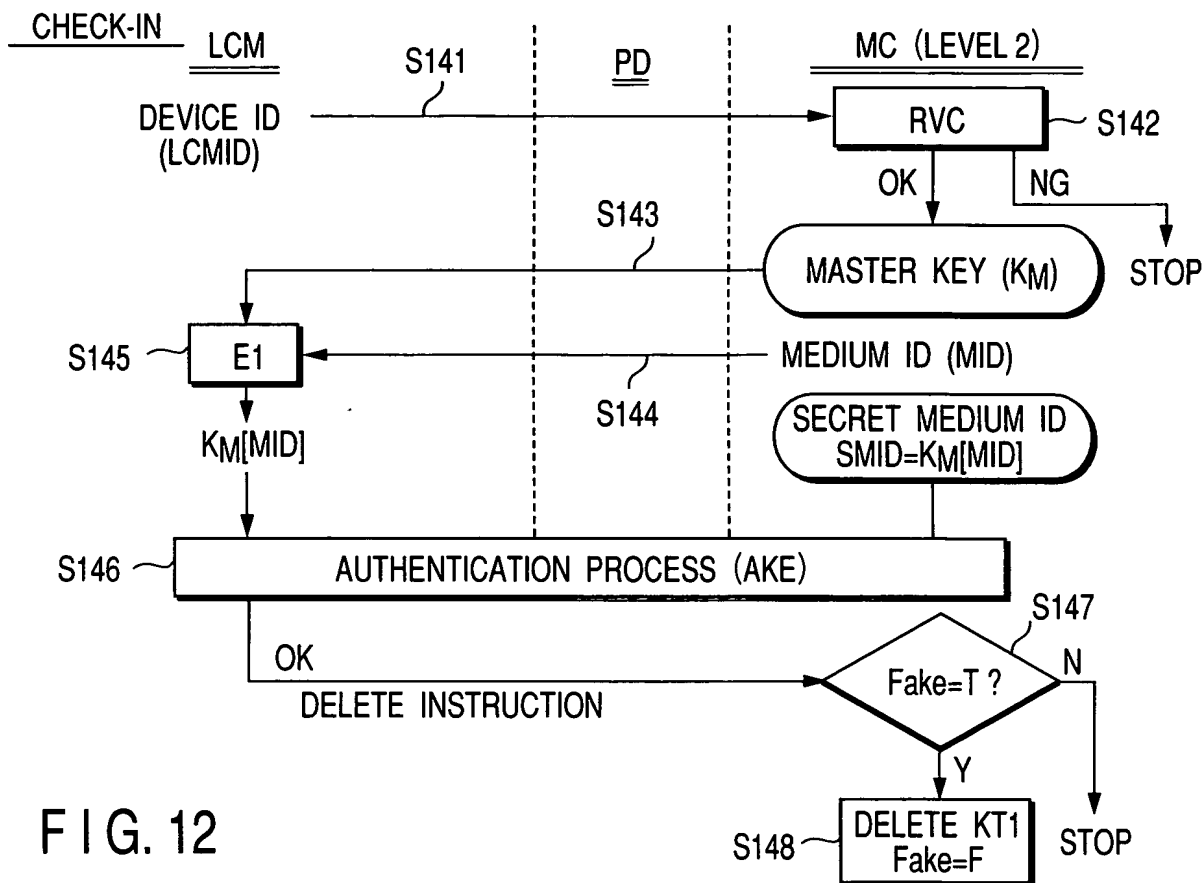 CHECK-IN
LCM
PD
MC (LEVEL 2)
S141
DEVICE ID
(LCMID)
RVC
S142
OK
NG
S143
MASTER KEY (KM)
STOP
S145
E1
MEDIUM ID (MID)
S144
KM[MID]
SECRET MEDIUM ID
SMID=KM[MID]
S146
AUTHENTICATION PROCESS (AKE)
S147
OK
Fake=T ?
N
DELETE INSTRUCTION
Y
FIG. 12
S148
DELETE KT1
Fake=F
STOP